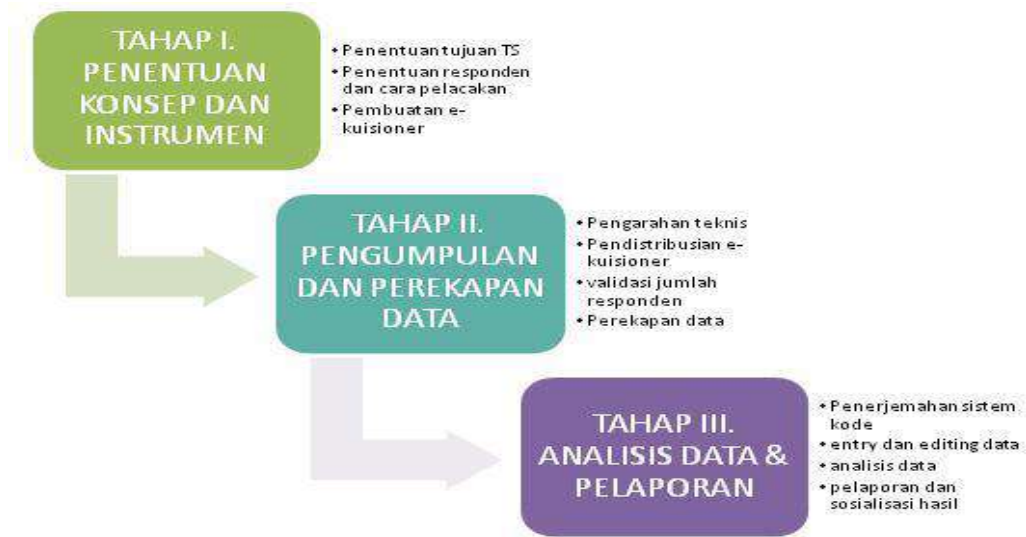 TAHAP I.
PENENTUAN
KONSEP DAN
INSTRUMEN
• Penentuan tujuan TS
• Penentuan responden
dan cara pelacakan
• Pembuatan e-
kuisioner
TAHAP II.
PENGUMPULAN
DAN PEREKAPAN
DATA
• Pengarahan teknis
• Pendistribusian e-
kuisioner
• validasi jumlah
responden
• Perekapan data
TAHAP III.
ANALISIS DATA &
PELAPORAN
• Penerjemahan sistem
kode
• entry dan editing data
• analisis data
• pelaporan dan
sosialisasi hasil